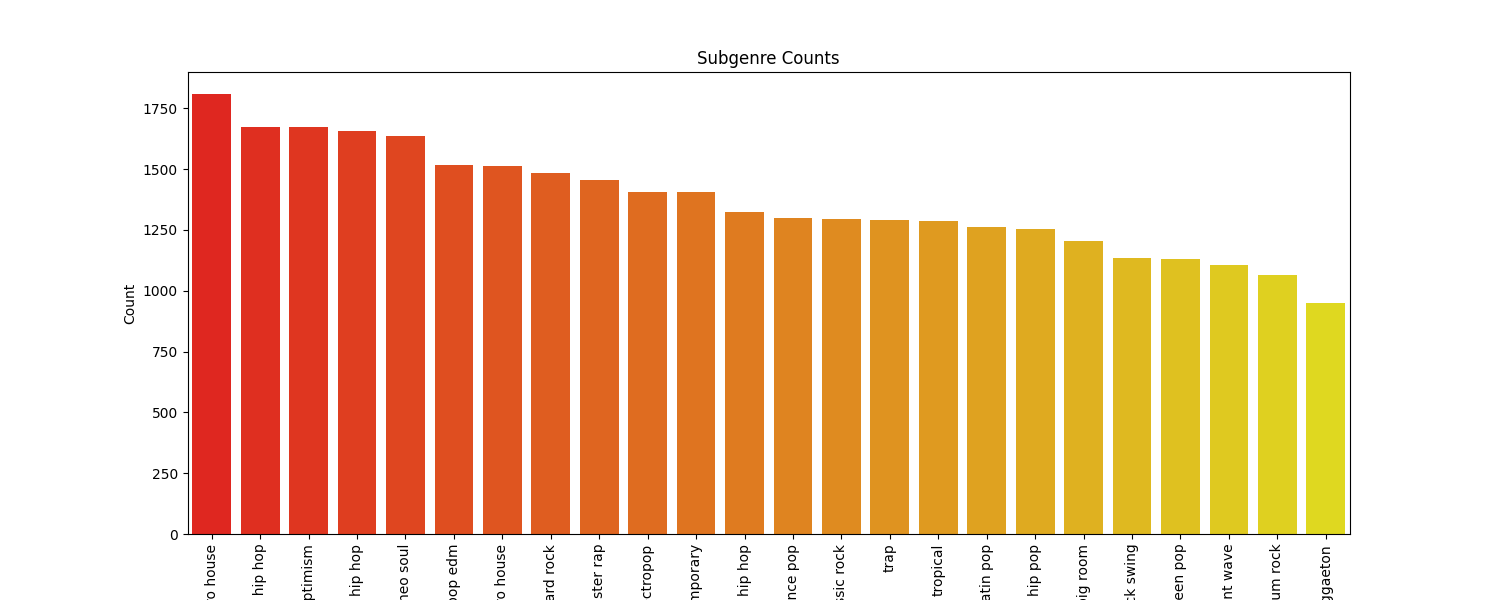 Subgenre Counts
1750
1500
1250
1000
750
500
250
0
Count
o house
hip hop
ptimism
hip hop
neo soul
pop edm
o house
ard rock
ster rap
ctropop
mporary
hip hop
nce pop
ssic rock
trap
tropical
atin pop
hip pop
big room
ck swing
een pop
nt wave
um rock
ggaeton